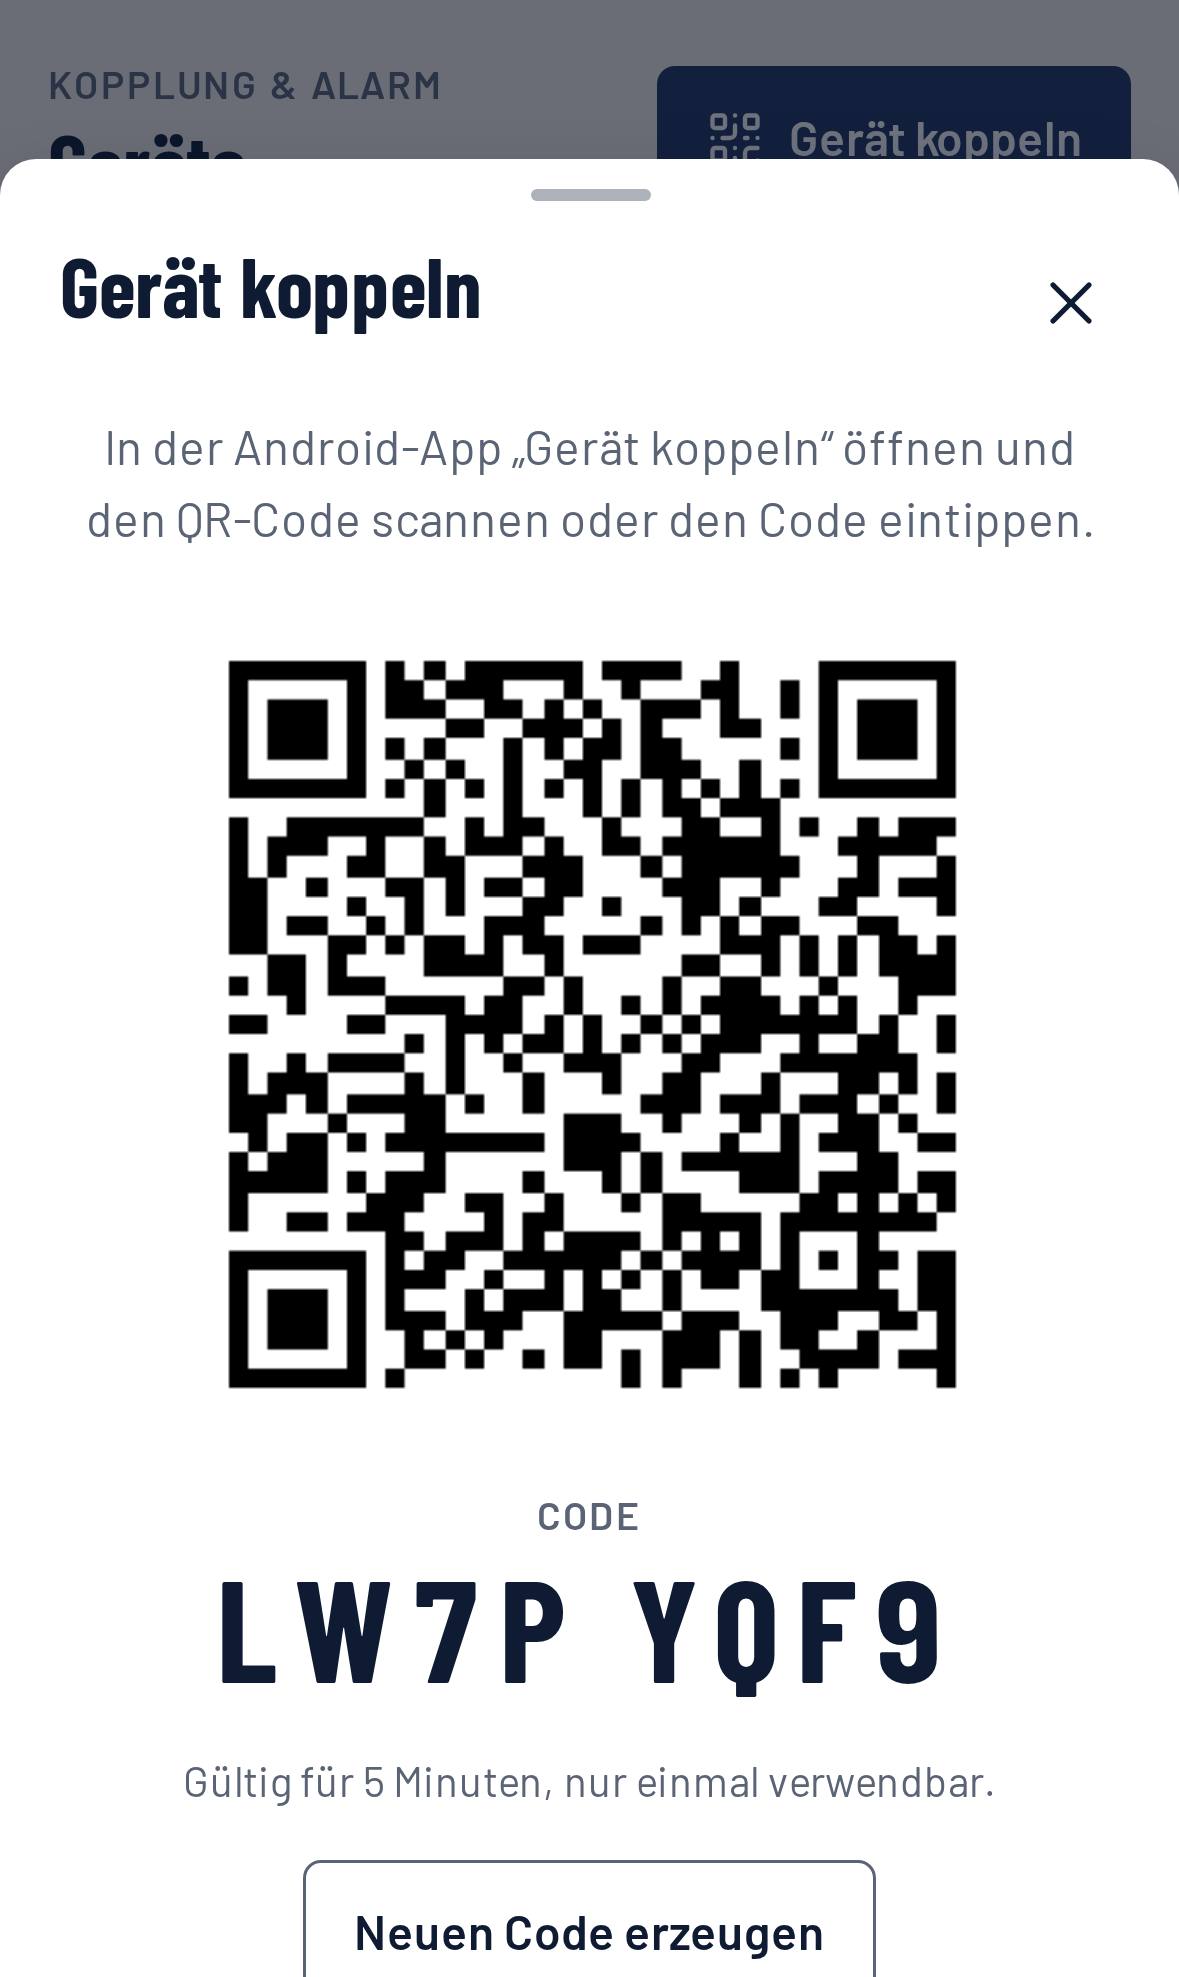 KOPPLUNG & ALARM
Geräte
Gerät koppeln
Gerät koppeln
In der Android-App „Gerät koppeln“ öffnen und
den QR-Code scannen oder den Code eintippen.
CODE
LW7P YQF9
Gültig für 5 Minuten, nur einmal verwendbar.
Neuen Code erzeugen